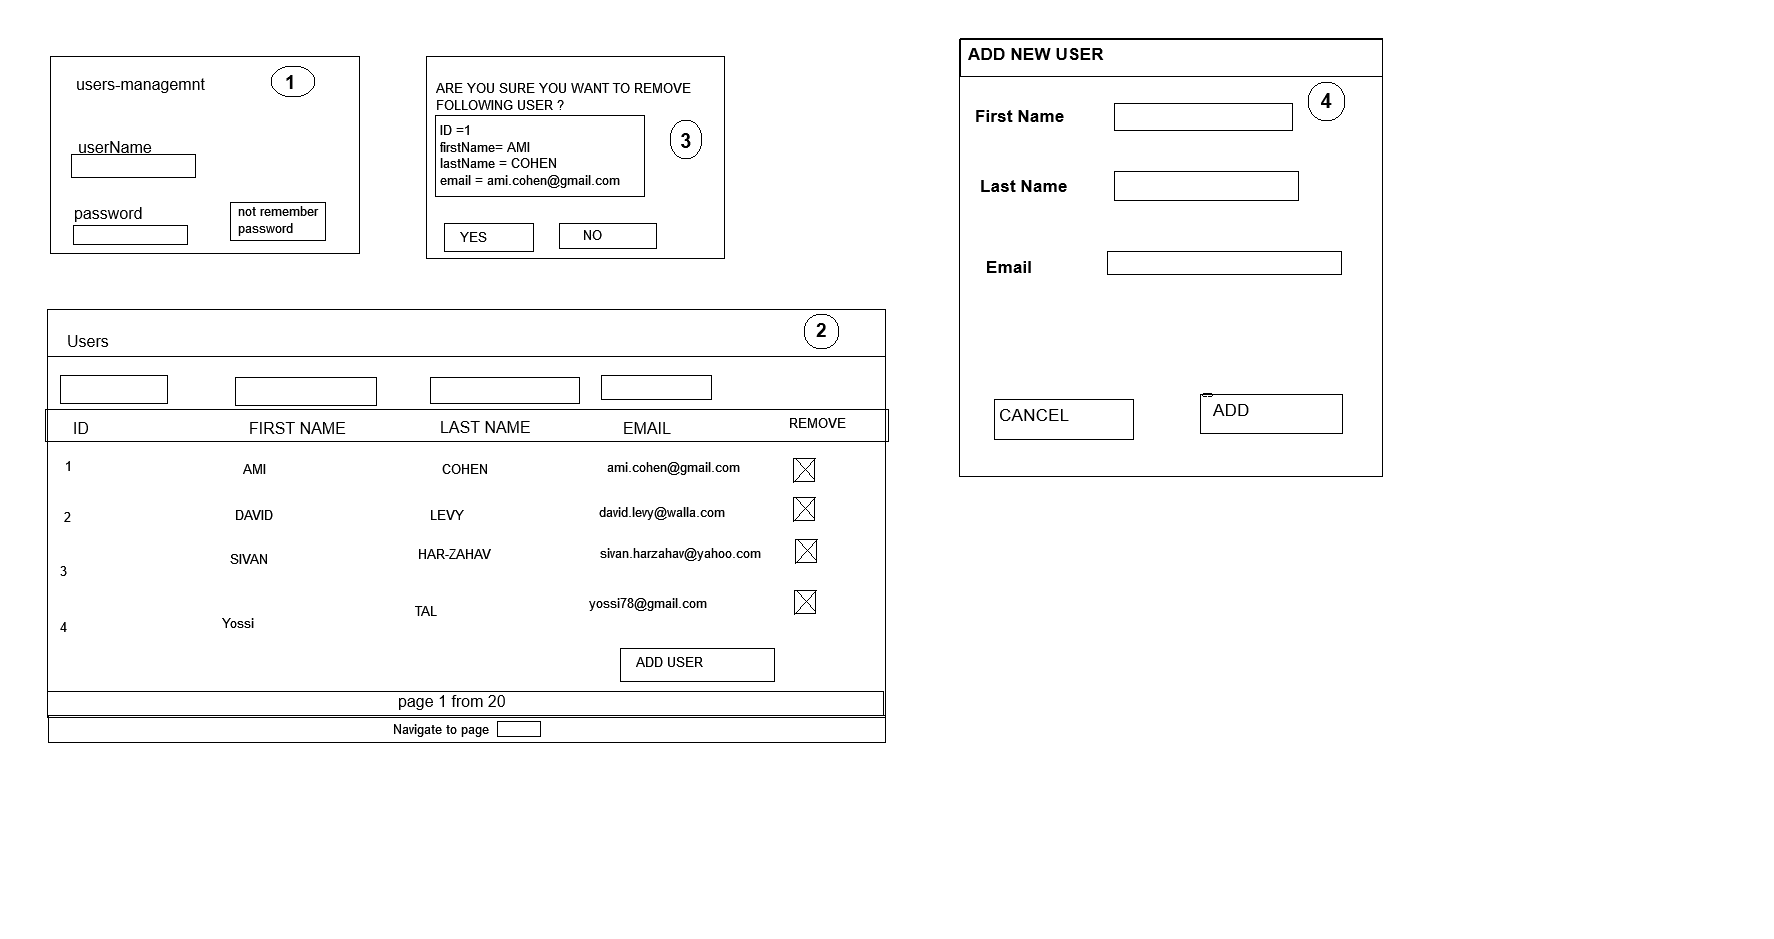 users-managemnt
1
userName
password
not remember
password
ARE YOU SURE YOU WANT TO REMOVE
FOLLOWING USER ?
ID =1
firstName= AMI
lastName = COHEN
email = ami.cohen@gmail.com
3
YES
NO
Users
2
ID FIRST NAME LAST NAME EMAIL REMOVE
1 AMI COHEN ami.cohen@gmail.com
2 DAVID LEVY david.levy@walla.com
3 SIVAN HAR-ZAHAV sivan.harzahav@yahoo.com
4 Yossi TAL yossi78@gmail.com
ADD USER
page 1 from 20
Navigate to page
ADD NEW USER
4
First Name
Last Name
Email
CANCEL
ADD